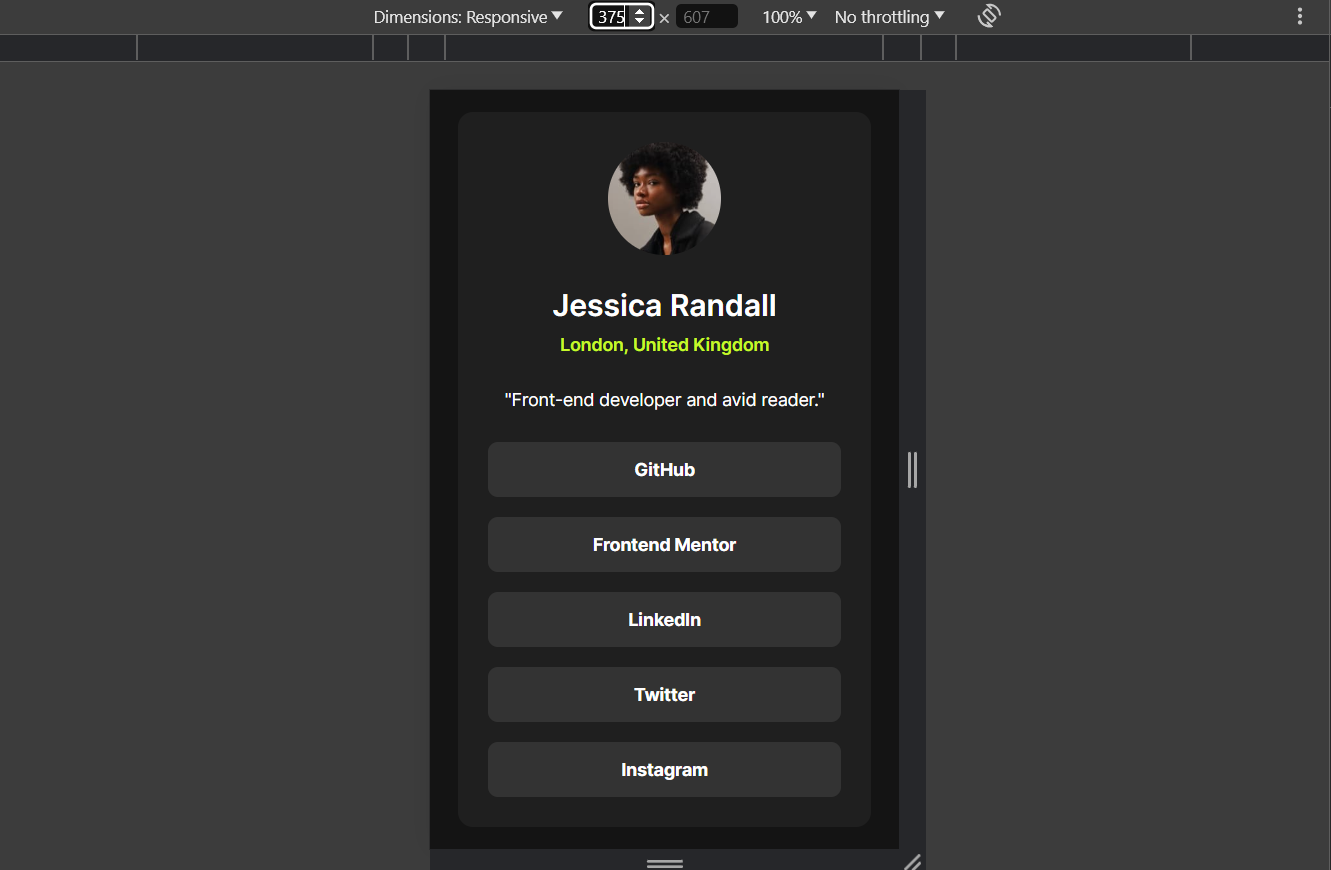 Dimensions: Responsive 375 × 607 100% No throttling
Jessica Randall
London, United Kingdom
"Front-end developer and avid reader."
GitHub
Frontend Mentor
LinkedIn
Twitter
Instagram